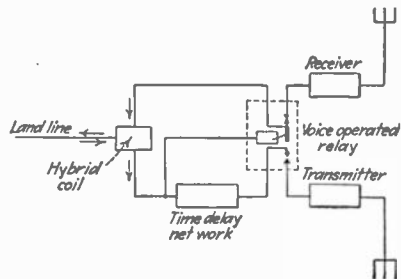 Receiver
Land line
Voice operated
relay
Hybrid
coil
Transmitter
Time delay
net work